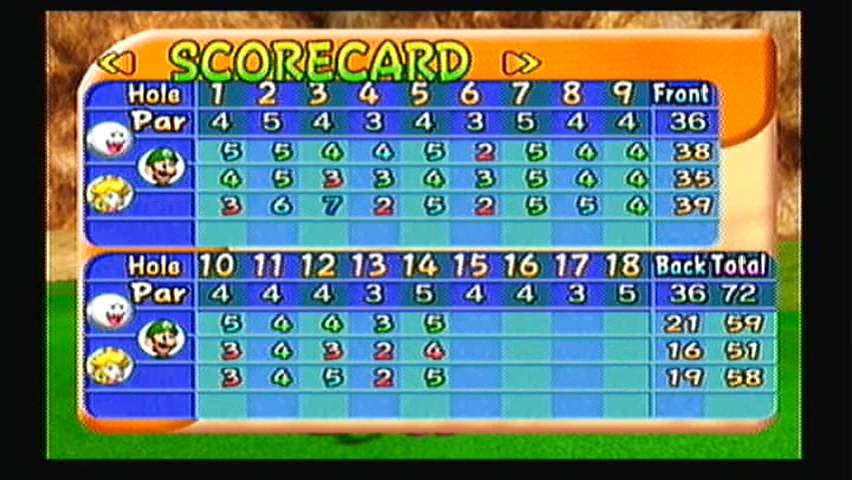 SCORECARD
Hole 1 2 3 4 5 6 7 8 9 Front
Par 4 5 4 3 4 3 5 4 4 36
5 5 4 4 5 2 5 4 4 38
4 5 3 3 4 3 5 4 4 35
3 6 7 2 5 2 5 5 4 39
Hole 10 11 12 13 14 15 16 17 18 Back Total
Par 4 4 4 3 5 4 4 3 5 36 72
5 4 4 3 5 21 59
3 4 3 2 4 16 51
3 4 5 2 5 19 58